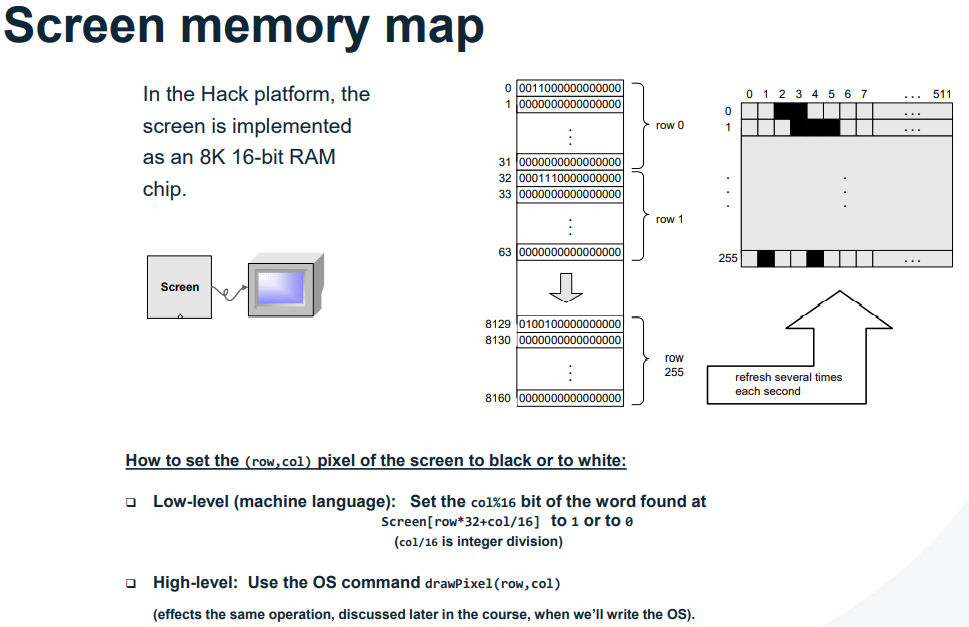 Screen memory map
In the Hack platform, the
screen is implemented
as an 8K 16-bit RAM
chip.
Screen
0 0011000000000000
1 0000000000000000
⋮
31 0000000000000000
row 0
32 0001110000000000
33 0000000000000000
⋮
63 0000000000000000
row 1
8129 0100100000000000
8130 0000000000000000
⋮
8160 0000000000000000
row
255
0 1 2 3 4 5 6 7 ... 511
0 ...
1 ...
⋮ ⋮
255 ...
refresh several times
each second
How to set the (row,col) pixel of the screen to black or to white:
❑ Low-level (machine language): Set the col%16 bit of the word found at
Screen[row*32+col/16] to 1 or to 0
(col/16 is integer division)
❑ High-level: Use the OS command drawPixel(row,col)
(effects the same operation, discussed later in the course, when we'll write the OS).